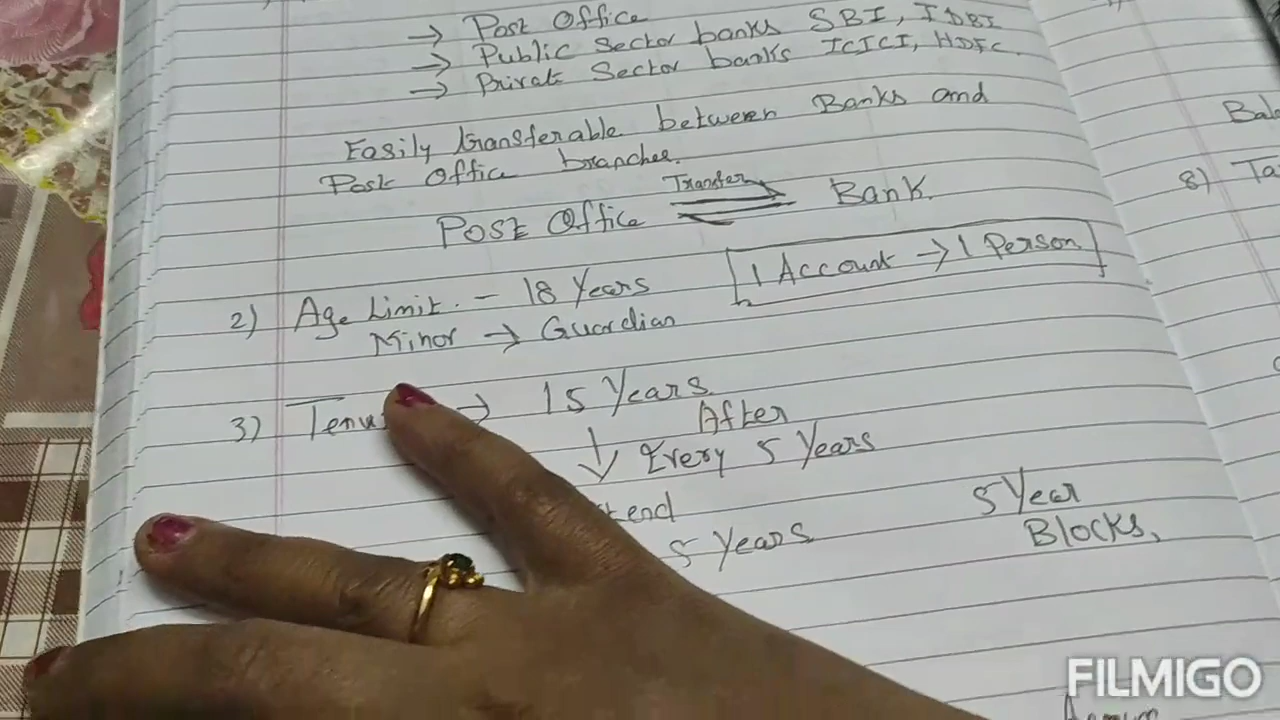 → Post Office
→ Public Sector banks SBI, IDBI
→ Private Sector banks ICICI, HDFC.
Easily transferable between Banks and
Post Office branches.
Transfer
Post Office Bank.
2) Age Limit. - 18 Years
1 Account → 1 Person
Minor → Guardian
3) → 15 Years
After
↓ Every 5 Years
5 Years
5 Year
Blocks,
8)
FILMIGO